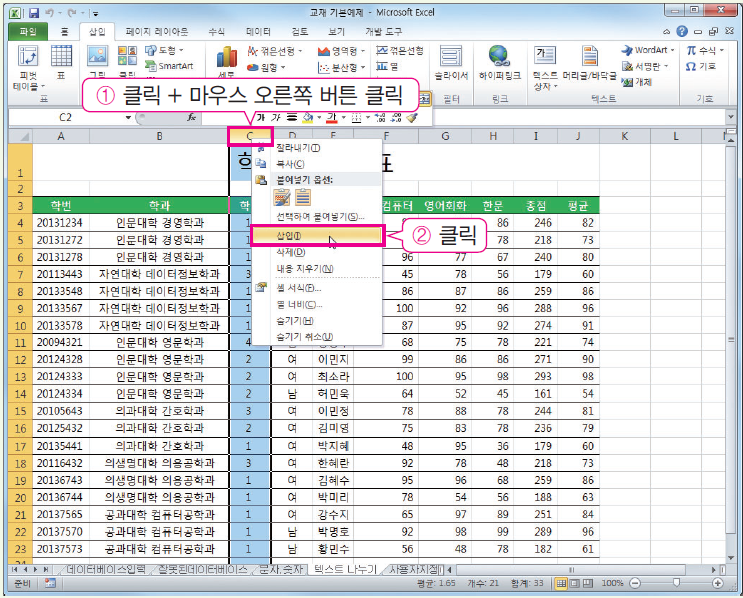 교재 기본예제 - Microsoft Excel
파일 홈 삽입 페이지 레이아웃 수식 데이터 검토 보기 개발 도구
피벗 테이블 표 그림 클립 도형 SmartArt 세로 꺾은선형 원형 영역형 분산형 꺾은선형 열 슬라이서 하이퍼링크 텍스트 상자 머리글/바닥글 WordArt 서명란 개체 수식 기호
표 필터 링크 텍스트 기호
① 클릭 + 마우스 오른쪽 버튼 클릭
C2 fx 가 가 가
A B C D E F G H I J K L
잘라내기(T)
복사(C)
붙여넣기 옵션:
선택하여 붙여넣기(S)...
삽입(I)
② 클릭
삭제(D)
내용 지우기(N)
셀 서식(F)...
열 너비(C)...
숨기기(H)
숨기기 취소(U)
1 표
2
3 학번 학과 학 컴퓨터 영어회화 한문 총점 평균
4 20131234 인문대학 경영학과 1 86 246 82
5 20131272 인문대학 경영학과 1 78 218 73
6 20131278 인문대학 경영학과 1 96 77 67 240 80
7 20113443 자연대학 데이터정보학과 3 45 78 56 179 60
8 20133548 자연대학 데이터정보학과 1 86 87 86 259 86
9 20133567 자연대학 데이터정보학과 1 100 92 96 288 96
10 20133578 자연대학 데이터정보학과 1 87 95 92 274 91
11 20094321 인문대학 영문학과 4 68 75 78 221 74
12 20124328 인문대학 영문학과 2 여 이민지 99 86 86 271 90
13 20124333 인문대학 영문학과 2 여 최소라 100 95 98 293 98
14 20124334 인문대학 영문학과 2 남 허민욱 64 52 45 161 54
15 20105643 의과대학 간호학과 3 여 이민정 78 88 78 244 81
16 20125432 의과대학 간호학과 2 여 김미영 75 83 78 236 79
17 20135441 의과대학 간호학과 1 여 박지혜 48 95 36 179 60
18 20116432 의생명대학 의용공학과 3 여 한혜란 92 78 48 218 73
19 20136743 의생명대학 의용공학과 1 여 김혜수 95 96 68 259 86
20 20136744 의생명대학 의용공학과 1 여 박미리 78 54 56 188 63
21 20137565 공과대학 컴퓨터공학과 1 여 강수지 65 97 89 251 84
22 20137570 공과대학 컴퓨터공학과 1 남 박명호 92 98 99 289 96
23 20137573 공과대학 컴퓨터공학과 1 남 황민수 56 48 78 182 61
데이터베이스입력 잘못된데이터베이스 문자,숫자 텍스트 나누기 사용자지정
준비 평균: 1.65 개수: 21 합계: 33 100%